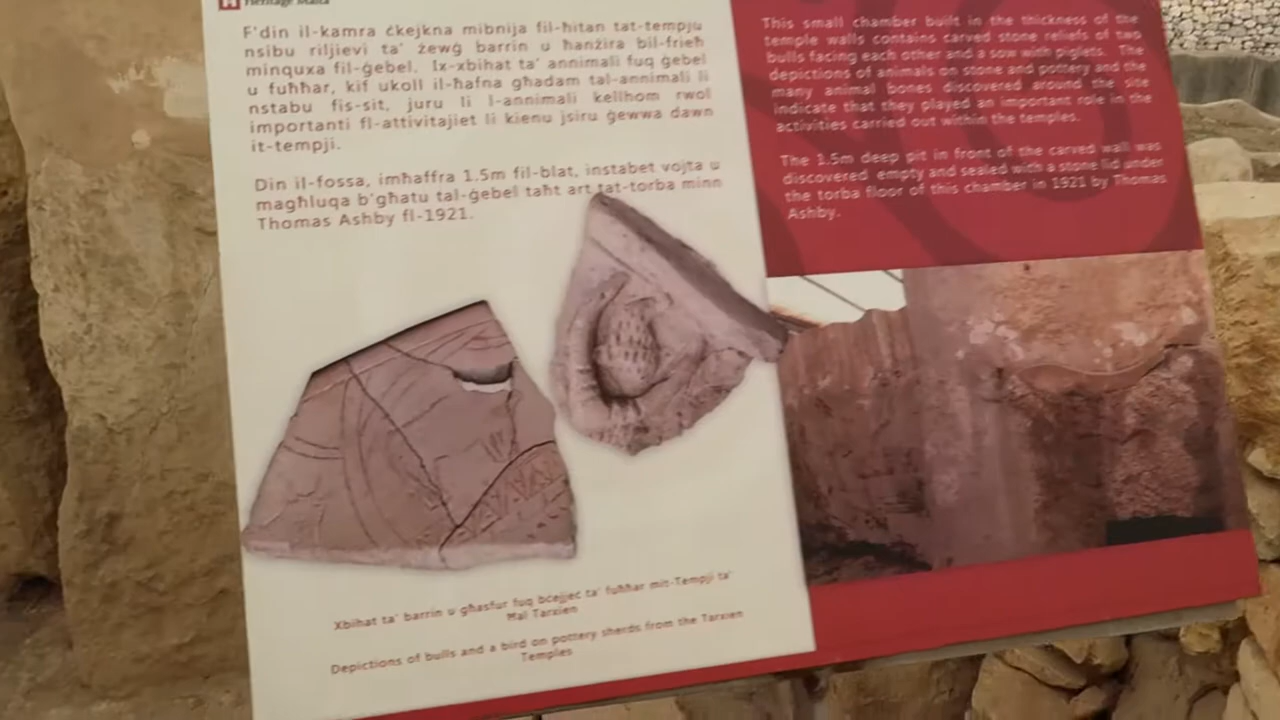 Heritage Malta
F'din il-kamra ċkejkna mibnija fil-ħitan tat-tempju
nsibu riljievi ta' żewġ barrin u ħanżira bil-frieħ
minquxa fil-ġebel. Ix-xbihat ta' annimali fuq ġebel
u fuħħar, kif ukoll il-ħafna għadam tal-annimali li
nstabu fis-sit, juru li l-annimali kellhom rwol
importanti fl-attivitajiet li kienu jsiru ġewwa dawn
it-tempji.
Din il-fossa, imħaffra 1.5m fil-blat, instabet vojta u
magħluqa b'għatu tal-ġebel taħt art tat-torba minn
Thomas Ashby fl-1921.
Xbihat ta' barrin u għasfur fuq bċejjeċ ta' fuħħar mit-Tempji ta'
Ħal Tarxien
Depictions of bulls and a bird on pottery sherds from the Tarxien
Temples
This small chamber built in the thickness of the
temple walls contains carved stone reliefs of two
bulls facing each other and a sow with piglets. The
depictions of animals on stone and pottery and the
many animal bones discovered around the site
indicate that they played an important role in the
activities carried out within the temples.
The 1.5m deep pit in front of the carved wall was
discovered empty and sealed with a stone lid under
the torba floor of this chamber in 1921 by Thomas
Ashby.